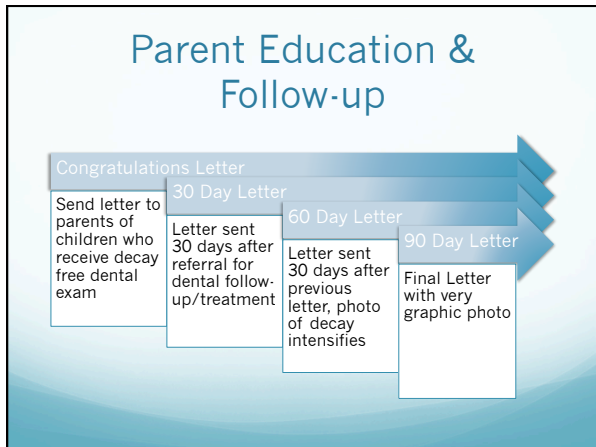 Parent Education &
Follow-up
Congratulations Letter
Send letter to
parents of
children who
receive decay
free dental
exam
30 Day Letter
Letter sent
30 days after
referral for
dental follow-
up/treatment
60 Day Letter
Letter sent
30 days after
previous
letter, photo
of decay
intensifies
90 Day Letter
Final Letter
with very
graphic photo